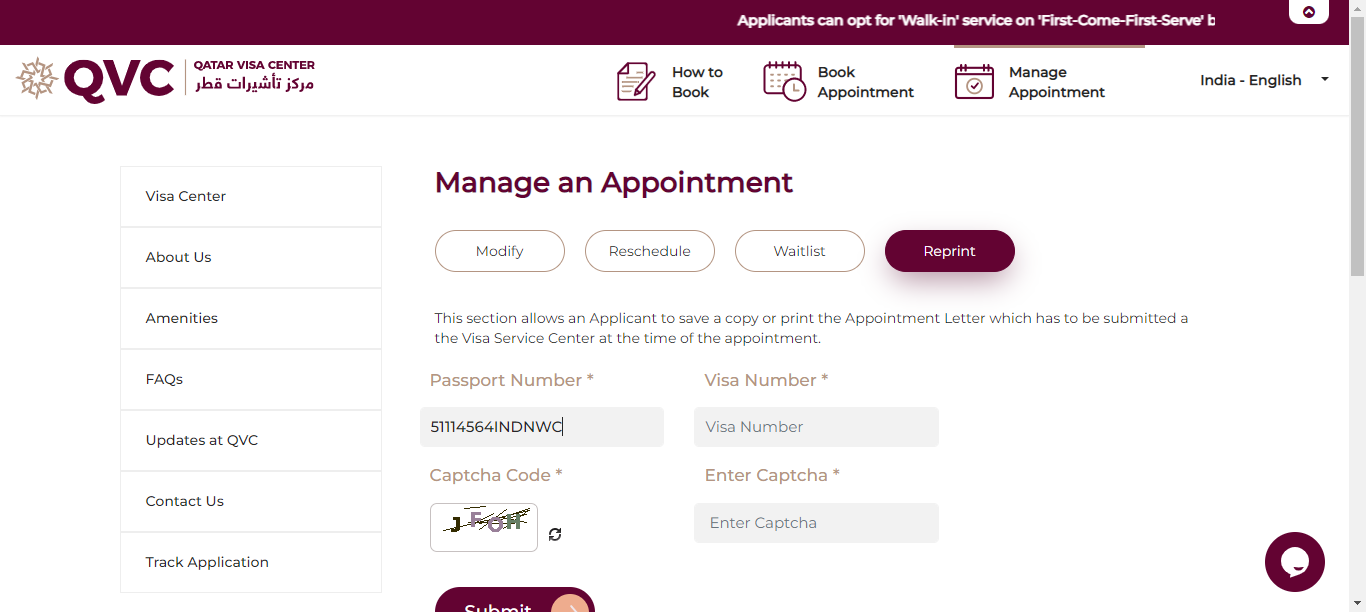 Applicants can opt for 'Walk-in' service on 'First-Come-First-Serve' b
QVC
QATAR VISA CENTER
مركز تأشيرات قطر
How to
Book
Book
Appointment
Manage
Appointment
India - English
Visa Center
About Us
Amenities
FAQs
Updates at QVC
Contact Us
Track Application
Manage an Appointment
Modify
Reschedule
Waitlist
Reprint
This section allows an Applicant to save a copy or print the Appointment Letter which has to be submitted a
the Visa Service Center at the time of the appointment.
Passport Number *
Visa Number *
51114564INDNWC
Visa Number
Captcha Code *
Enter Captcha *
JFOH
Enter Captcha
Submit